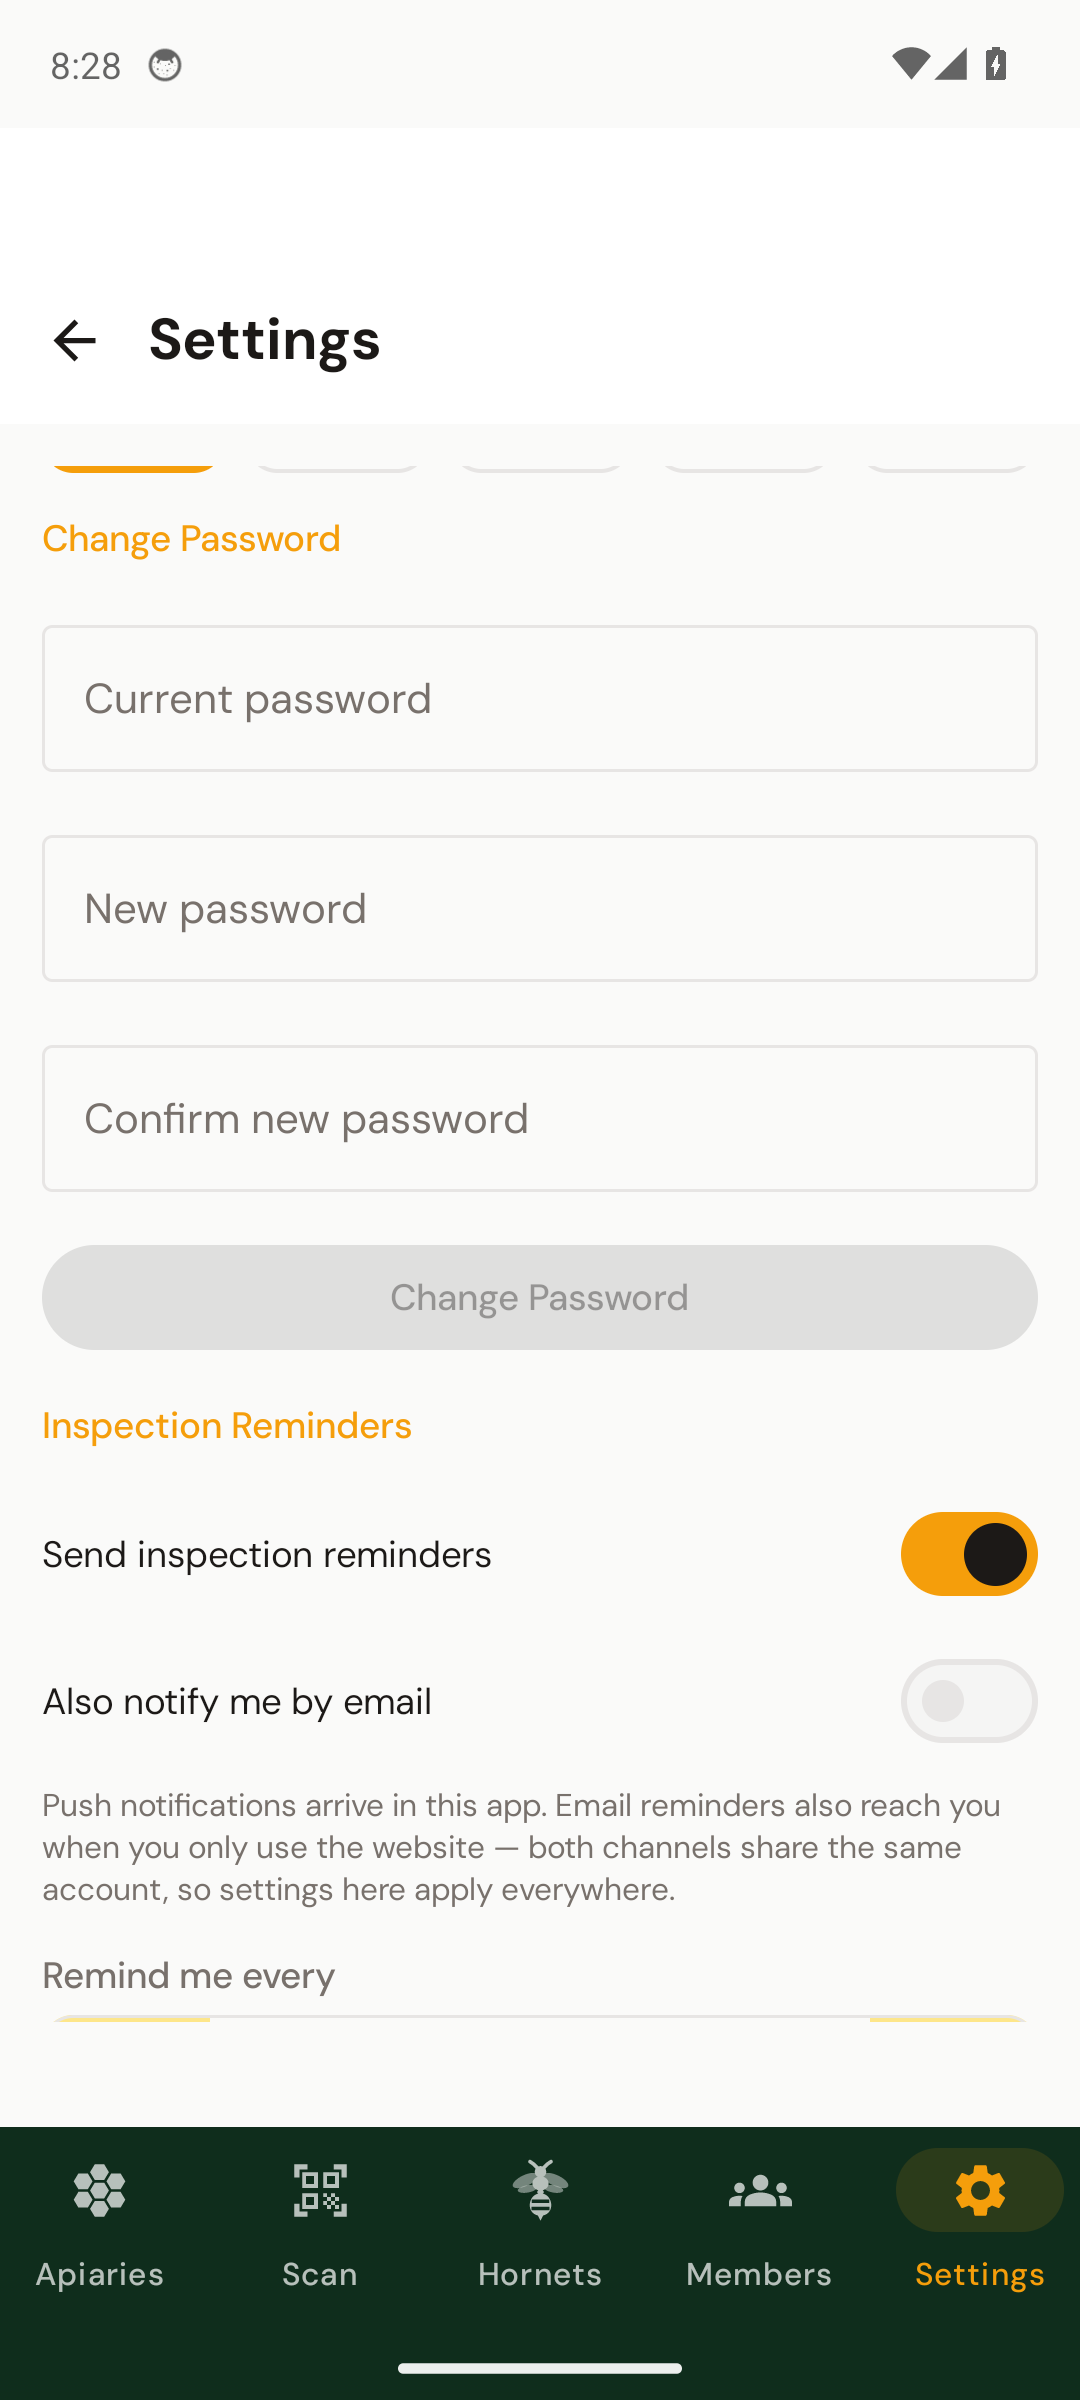 8:28
Settings
Change Password
Current password
New password
Confirm new password
Change Password
Inspection Reminders
Send inspection reminders
Also notify me by email
Push notifications arrive in this app. Email reminders also reach you
when you only use the website — both channels share the same
account, so settings here apply everywhere.
Remind me every
Apiaries
Scan
Hornets
Members
Settings